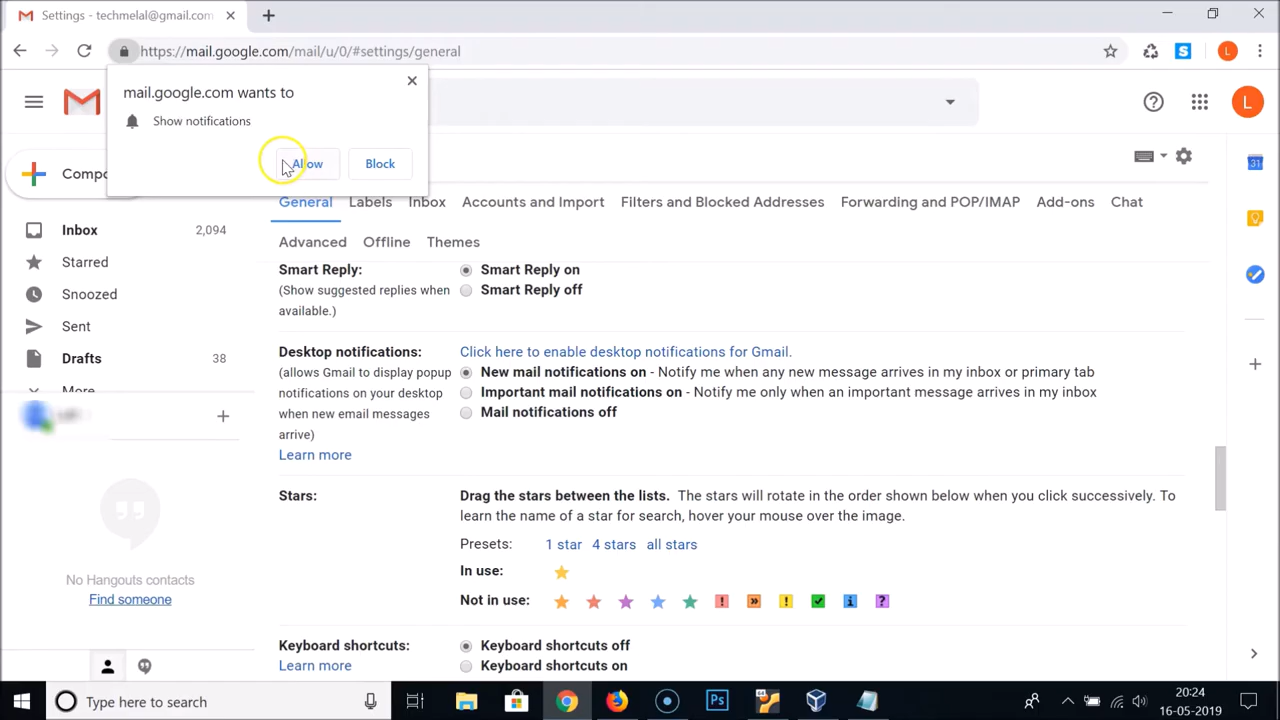 Settings - techmelal@gmail.com
https://mail.google.com/mail/u/0/#settings/general
mail.google.com wants to
Show notifications
Allow Block
L
L
Compo
Inbox 2,094
Starred
Snoozed
Sent
Drafts 38
More
No Hangouts contacts
Find someone
General Labels Inbox Accounts and Import Filters and Blocked Addresses Forwarding and POP/IMAP Add-ons Chat
Advanced Offline Themes
Smart Reply: Smart Reply on
(Show suggested replies when Smart Reply off
available.)
Desktop notifications: Click here to enable desktop notifications for Gmail.
(allows Gmail to display popup New mail notifications on - Notify me when any new message arrives in my inbox or primary tab
notifications on your desktop Important mail notifications on - Notify me only when an important message arrives in my inbox
when new email messages Mail notifications off
arrive)
Learn more
Stars: Drag the stars between the lists. The stars will rotate in the order shown below when you click successively. To
learn the name of a star for search, hover your mouse over the image.
Presets: 1 star 4 stars all stars
In use:
Not in use:
Keyboard shortcuts: Keyboard shortcuts off
Learn more Keyboard shortcuts on
31
Type here to search
Ps
64
20:24
16-05-2019